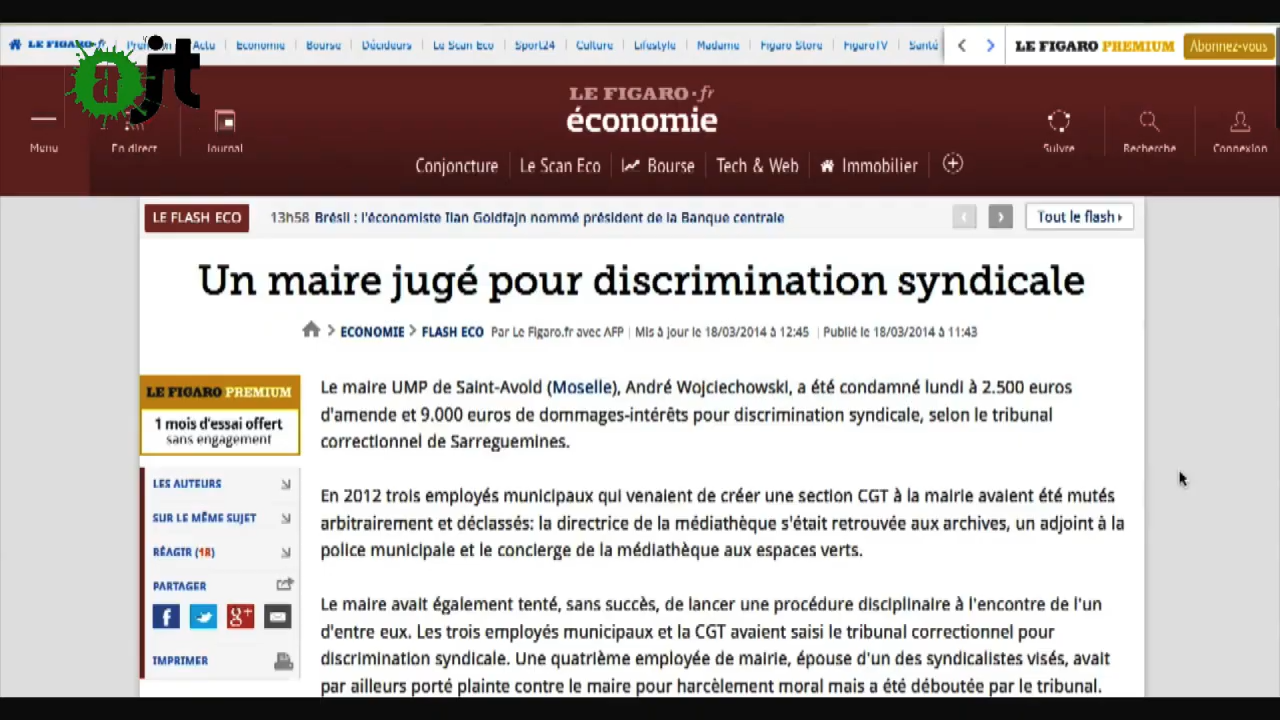 LE FIGARO.fr Actu Economie Bourse Décideurs Le Scan Eco Sport24 Culture Lifestyle Madame Figaro Store FigaroTV Santé LE FIGARO PREMIUM Abonnez-vous
ajt
LE FIGARO·fr
économie
Menu En direct Journal Suivre Recherche Connexion
Conjoncture Le Scan Eco Bourse Tech & Web Immobilier
LE FLASH ECO 13h58 Brésil : l'économiste Ilan Goldfajn nommé président de la Banque centrale Tout le flash
Un maire jugé pour discrimination syndicale
ECONOMIE FLASH ECO Par Le Figaro.fr avec AFP | Mis à jour le 18/03/2014 à 12:45 | Publié le 18/03/2014 à 11:43
LE FIGARO PREMIUM
1 mois d'essai offert
sans engagement
LES AUTEURS
SUR LE MÊME SUJET
RÉAGIR (18)
PARTAGER
IMPRIMER
Le maire UMP de Saint-Avold (Moselle), André Wojciechowski, a été condamné lundi à 2.500 euros
d'amende et 9.000 euros de dommages-intérêts pour discrimination syndicale, selon le tribunal
correctionnel de Sarreguemines.
En 2012 trois employés municipaux qui venaient de créer une section CGT à la mairie avaient été mutés
arbitrairement et déclassés: la directrice de la médiathèque s'était retrouvée aux archives, un adjoint à la
police municipale et le concierge de la médiathèque aux espaces verts.
Le maire avait également tenté, sans succès, de lancer une procédure disciplinaire à l'encontre de l'un
d'entre eux. Les trois employés municipaux et la CGT avaient saisi le tribunal correctionnel pour
discrimination syndicale. Une quatrième employée de mairie, épouse d'un des syndicalistes visés, avait
par ailleurs porté plainte contre le maire pour harcèlement moral mais a été déboutée par le tribunal.